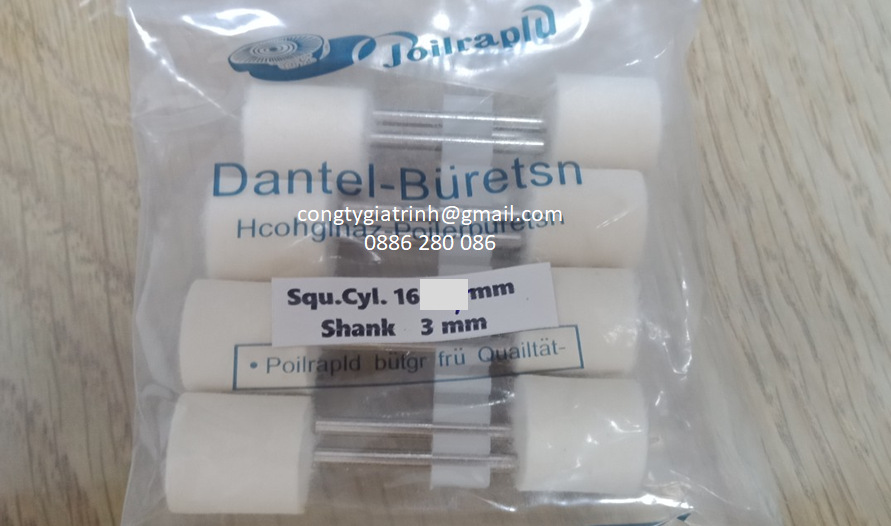 Poilrapld
Dantel-Büretsn
congtygiatrinh@gmail.com
Hcohglnaz-Poilerbüretsn
0886 280 086
Squ.Cyl. 16 mm
Shank 3 mm
• Poilrapld bütgr frü Quailtät-